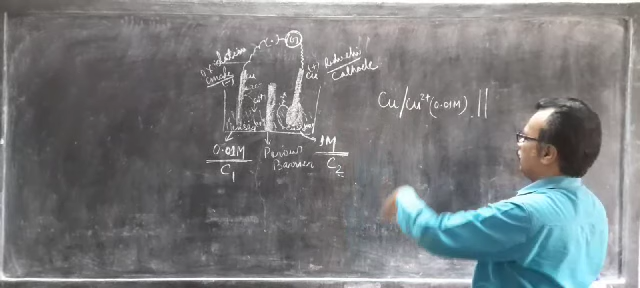 (G)
(+) Reduction
Cathode
oxidation
anode
(-)
Cu
Cu
0.01M
C₁
Porous
Barrier
1M
C₂
Cu/Cu²⁺(0.01M) ||